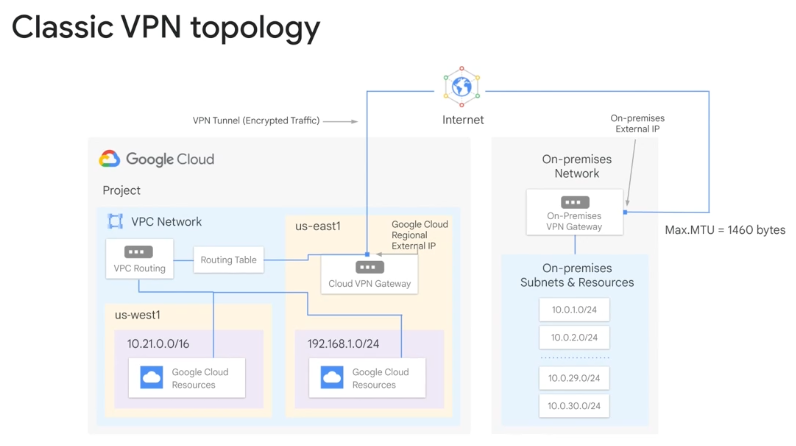 Classic VPN topology
Internet
VPN Tunnel (Encrypted Traffic)
On-premises
External IP
Google Cloud
Project
VPC Network
VPC Routing
Routing Table
us-east1
Google Cloud
Regional
External IP
Cloud VPN Gateway
us-west1
10.21.0.0/16
Google Cloud
Resources
192.168.1.0/24
Google Cloud
Resources
On-premises
Network
On-Premises
VPN Gateway
Max.MTU = 1460 bytes
On-premises
Subnets & Resources
10.0.1.0/24
10.0.2.0/24
10.0.29.0/24
10.0.30.0/24